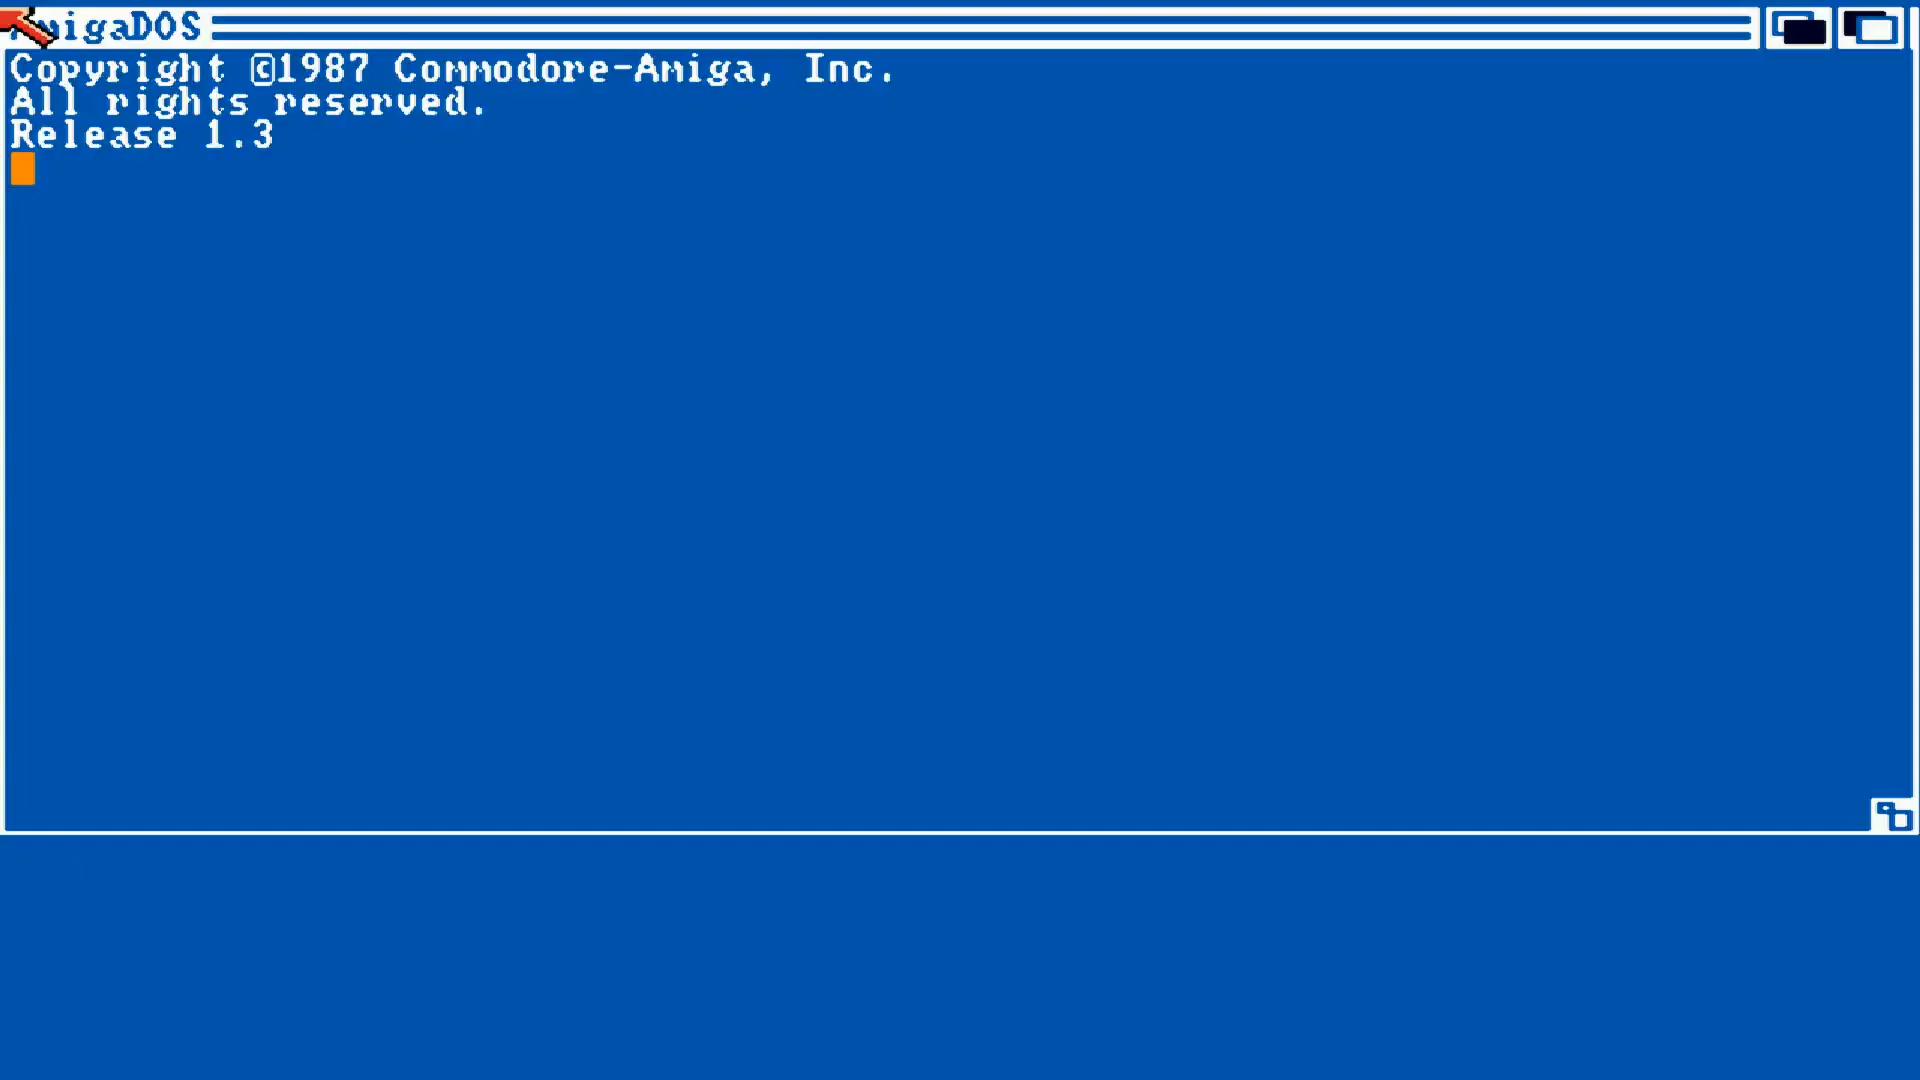 AmigaDOS
Copyright ©1987 Commodore-Amiga, Inc.
All rights reserved.
Release 1.3